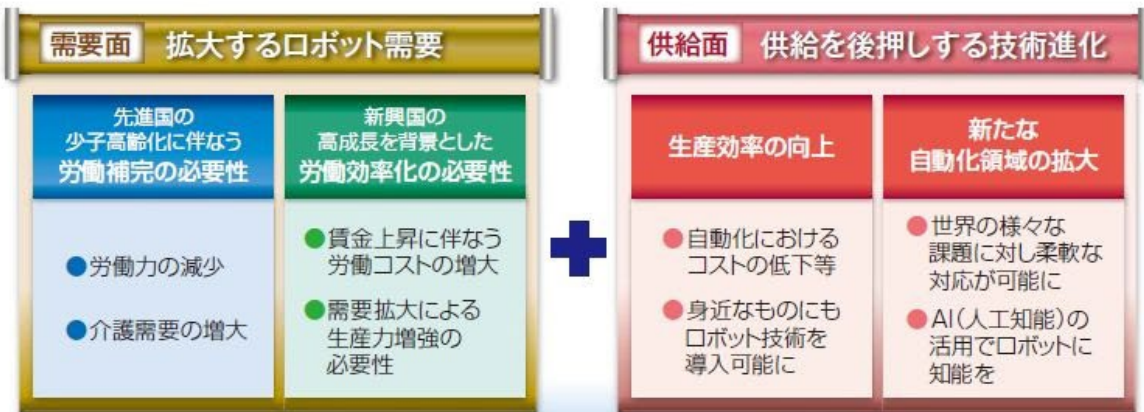 需要面 拡大するロボット需要
先進国の
少子高齢化に伴なう
労働補完の必要性
●労働力の減少
●介護需要の増大
新興国の
高成長を背景とした
労働効率化の必要性
●賃金上昇に伴なう
労働コストの増大
●需要拡大による
生産力増強の
必要性
供給面 供給を後押しする技術進化
生産効率の向上
●自動化における
コストの低下等
●身近なものにも
ロボット技術を
導入可能に
新たな
自動化領域の拡大
●世界の様々な
課題に対し柔軟な
対応が可能に
●AI(人工知能)の
活用でロボットに
知能を